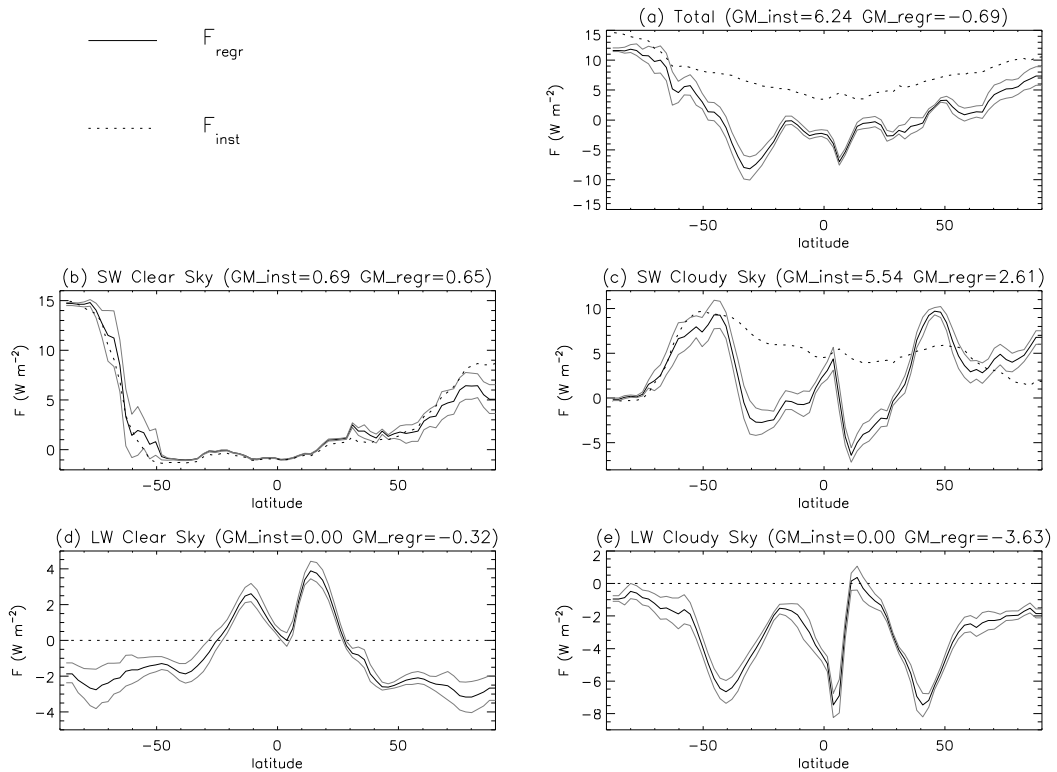 F_regr
F_inst
(a) Total (GM_inst=6.24 GM_regr=−0.69)
15
10
5
0
−5
−10
−15
F (W m⁻²)
−50 0 50
latitude
(b) SW Clear Sky (GM_inst=0.69 GM_regr=0.65)
15
10
5
0
F (W m⁻²)
−50 0 50
latitude
(c) SW Cloudy Sky (GM_inst=5.54 GM_regr=2.61)
10
5
0
−5
F (W m⁻²)
−50 0 50
latitude
(d) LW Clear Sky (GM_inst=0.00 GM_regr=−0.32)
4
2
0
−2
−4
F (W m⁻²)
−50 0 50
latitude
(e) LW Cloudy Sky (GM_inst=0.00 GM_regr=−3.63)
2
0
−2
−4
−6
−8
F (W m⁻²)
−50 0 50
latitude